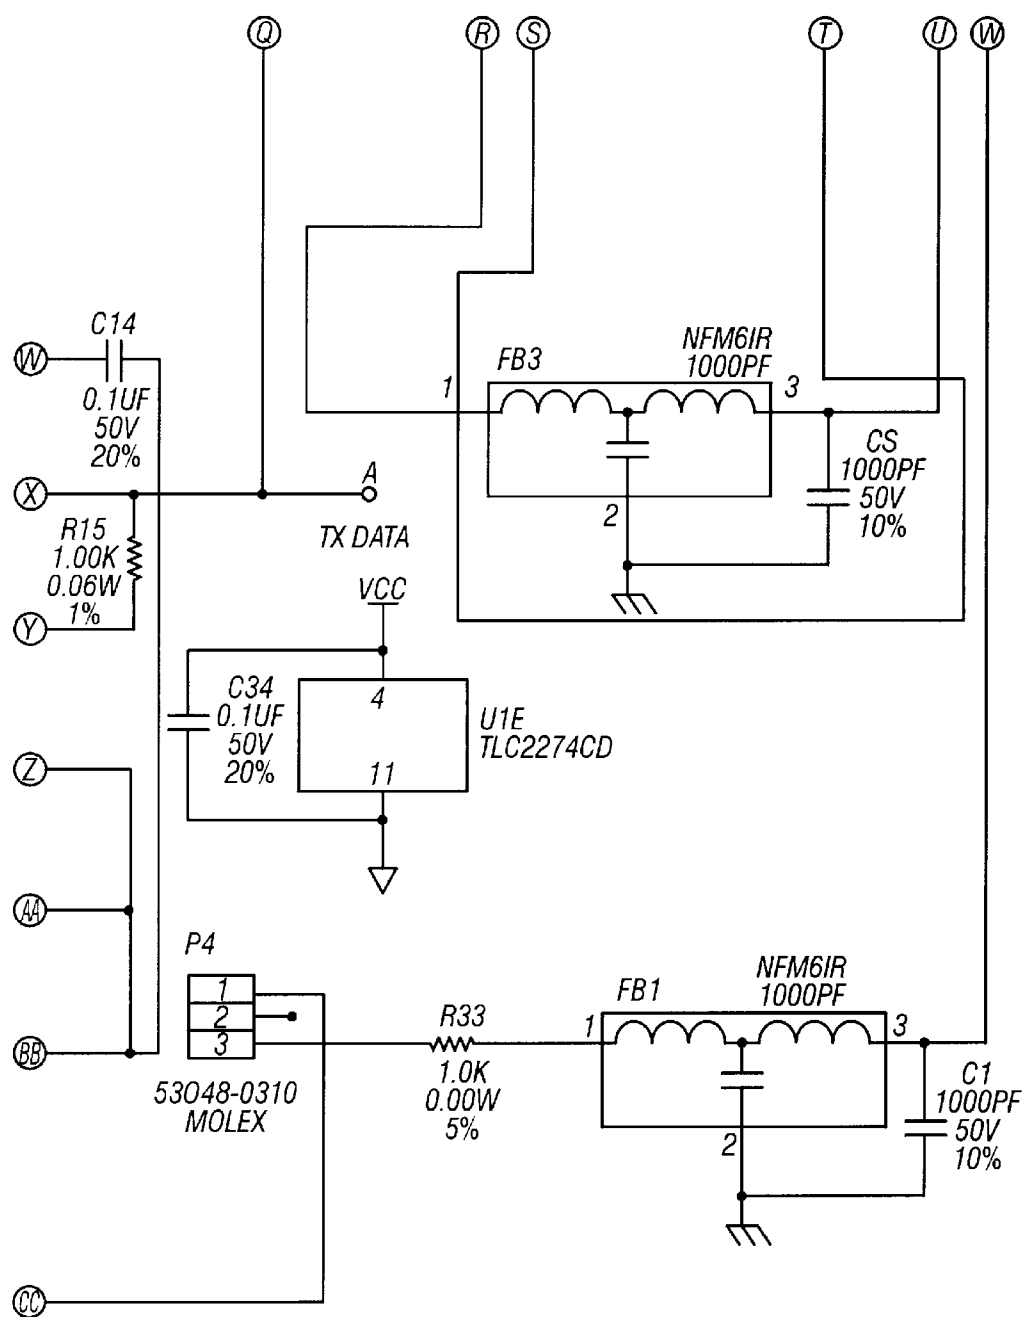 Q
R
S
T
U
W
C14
W
0.1UF
50V
20%
NFM6IR
1000PF
FB3
1
3
CS
1000PF
50V
10%
2
X
A
TX DATA
R15
1.00K
0.06W
1%
Y
VCC
C34
0.1UF
50V
20%
4
11
U1E
TLC2274CD
Z
AA
BB
P4
1
2
3
53048-0310
MOLEX
R33
1.0K
0.00W
5%
NFM6IR
1000PF
FB1
1
3
C1
1000PF
50V
10%
2
CC